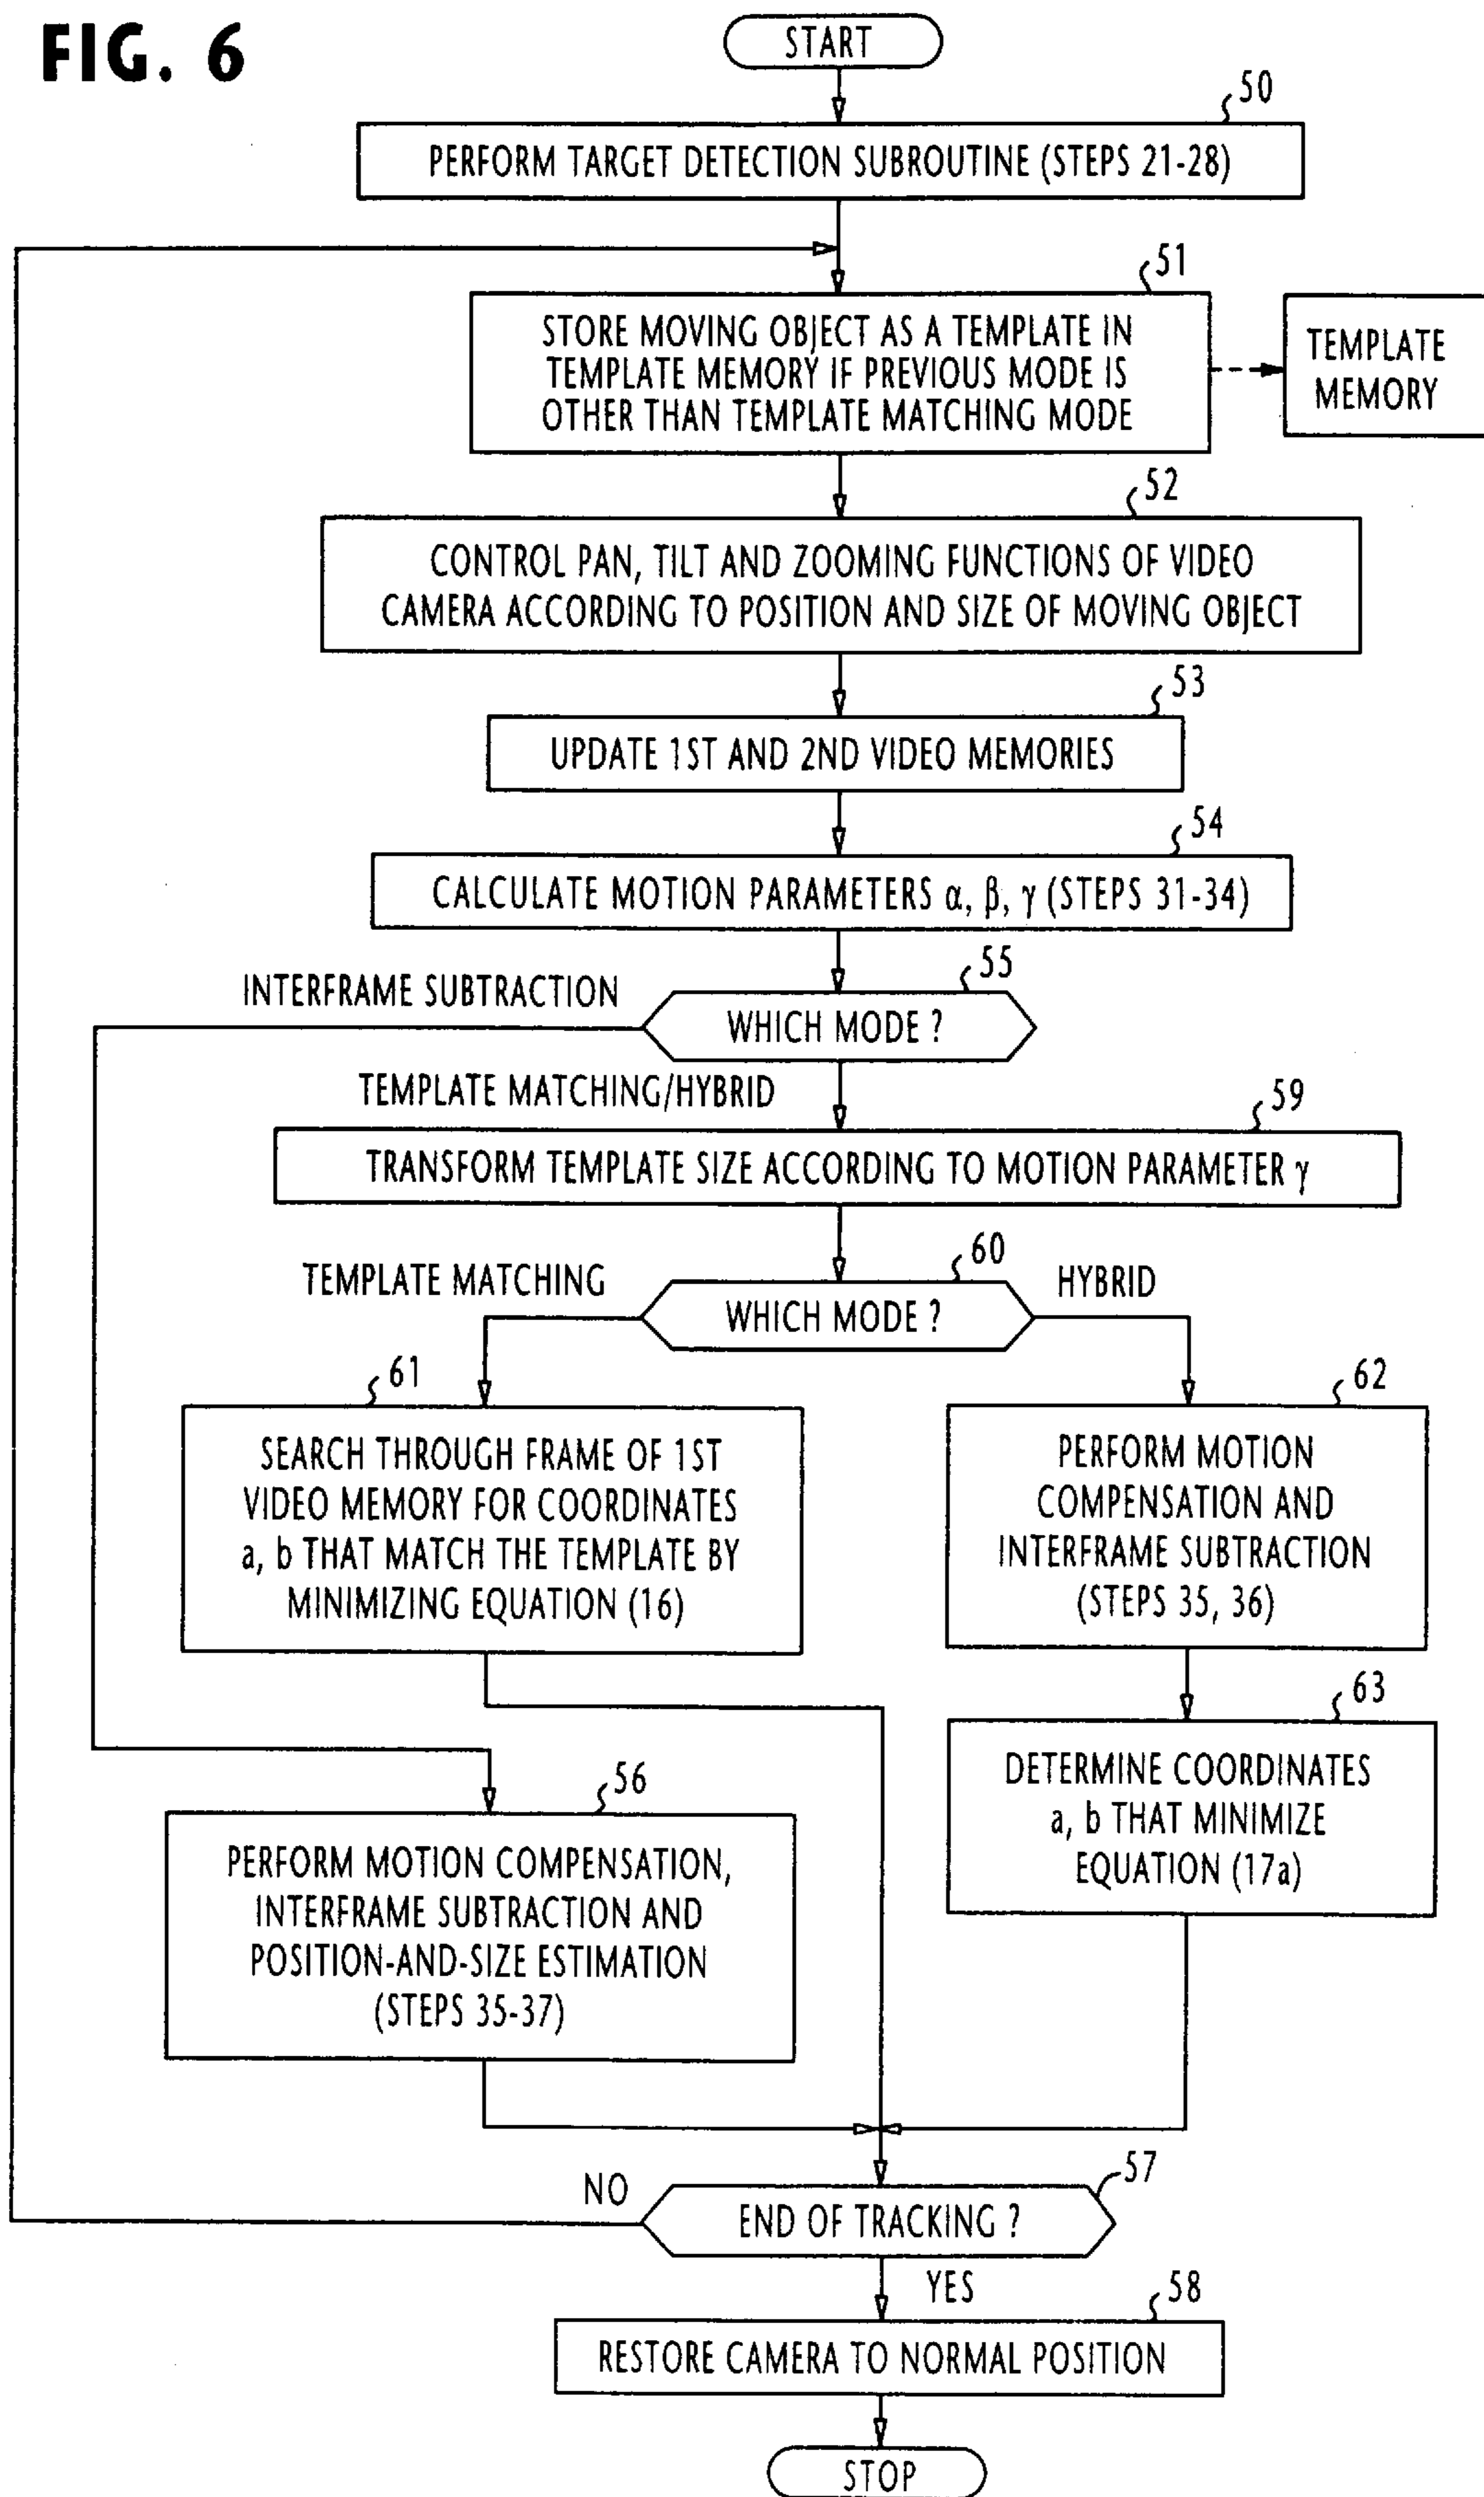 FIG. 6
START
50
PERFORM TARGET DETECTION SUBROUTINE (STEPS 21-28)
51
STORE MOVING OBJECT AS A TEMPLATE IN
TEMPLATE MEMORY IF PREVIOUS MODE IS
OTHER THAN TEMPLATE MATCHING MODE
TEMPLATE
MEMORY
52
CONTROL PAN, TILT AND ZOOMING FUNCTIONS OF VIDEO
CAMERA ACCORDING TO POSITION AND SIZE OF MOVING OBJECT
53
UPDATE 1ST AND 2ND VIDEO MEMORIES
54
CALCULATE MOTION PARAMETERS α, β, γ (STEPS 31-34)
55
INTERFRAME SUBTRACTION
WHICH MODE ?
TEMPLATE MATCHING/HYBRID
59
TRANSFORM TEMPLATE SIZE ACCORDING TO MOTION PARAMETER γ
60
TEMPLATE MATCHING
HYBRID
WHICH MODE ?
61
SEARCH THROUGH FRAME OF 1ST
VIDEO MEMORY FOR COORDINATES
a, b THAT MATCH THE TEMPLATE BY
MINIMIZING EQUATION (16)
62
PERFORM MOTION
COMPENSATION AND
INTERFRAME SUBTRACTION
(STEPS 35, 36)
63
DETERMINE COORDINATES
a, b THAT MINIMIZE
EQUATION (17a)
56
PERFORM MOTION COMPENSATION,
INTERFRAME SUBTRACTION AND
POSITION-AND-SIZE ESTIMATION
(STEPS 35-37)
57
NO
END OF TRACKING ?
YES
58
RESTORE CAMERA TO NORMAL POSITION
STOP